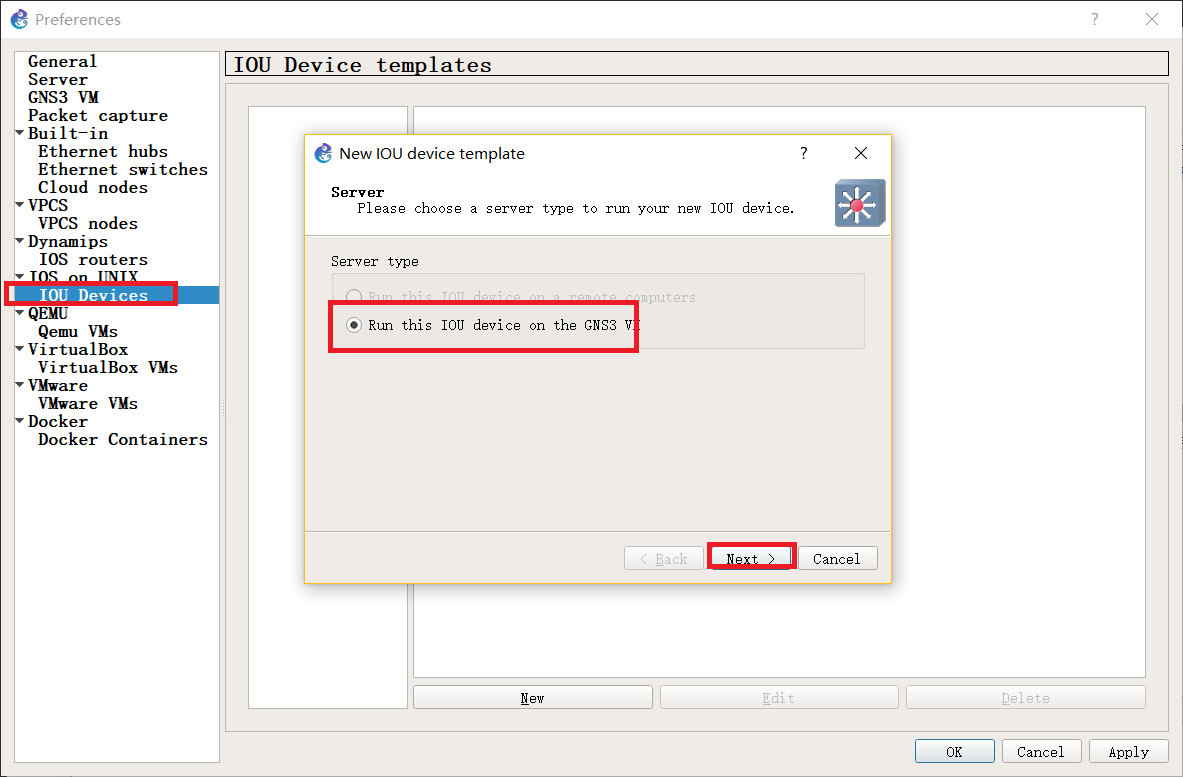 Preferences
General
Server
GNS3 VM
Packet capture
Built-in
Ethernet hubs
Ethernet switches
Cloud nodes
VPCS
VPCS nodes
Dynamips
IOS routers
IOS on UNIX
IOU Devices
QEMU
Qemu VMs
VirtualBox
VirtualBox VMs
VMware
VMware VMs
Docker
Docker Containers
IOU Device templates
New IOU device template
Server
Please choose a server type to run your new IOU device.
Server type
Run this IOU device on a remote computers
Run this IOU device on the GNS3 VM
< Back
Next >
Cancel
New
Edit
Delete
OK
Cancel
Apply